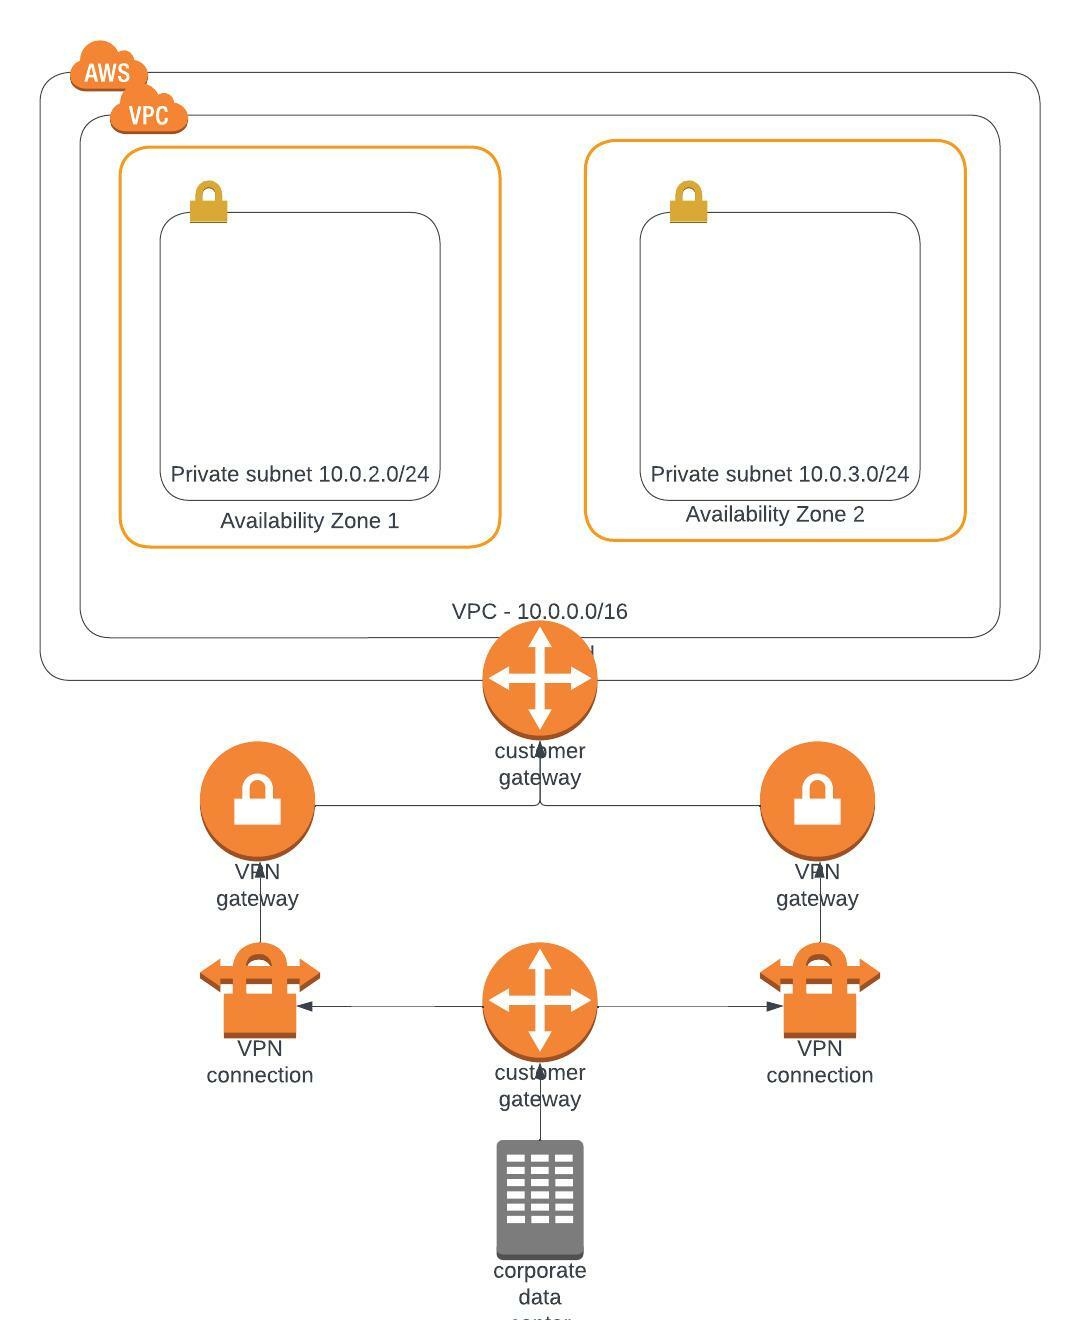 AWS
VPC
Private subnet 10.0.2.0/24
Private subnet 10.0.3.0/24
Availability Zone 1
Availability Zone 2
VPC - 10.0.0.0/16
customer
gateway
VPN
gateway
VPN
gateway
VPN
connection
customer
gateway
VPN
connection
corporate
data